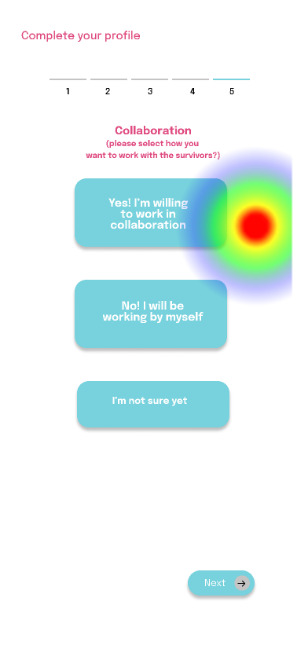 Complete your profile
1 2 3 4 5
Collaboration
(please select how you
want to work with the survivors?)
Yes! I'm willing
to work in
collaboration
No! I will be
working by myself
I'm not sure yet
Next